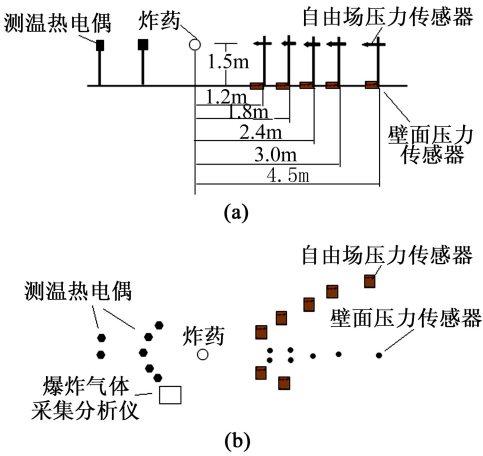 测温热电偶
炸药
自由场压力传感器
1.5m
1.2m
1.8m
2.4m
3.0m
4.5m
壁面压力
传感器
(a)
自由场压力传感器
测温热电偶
炸药
壁面压力传感器
爆炸气体
采集分析仪
(b)